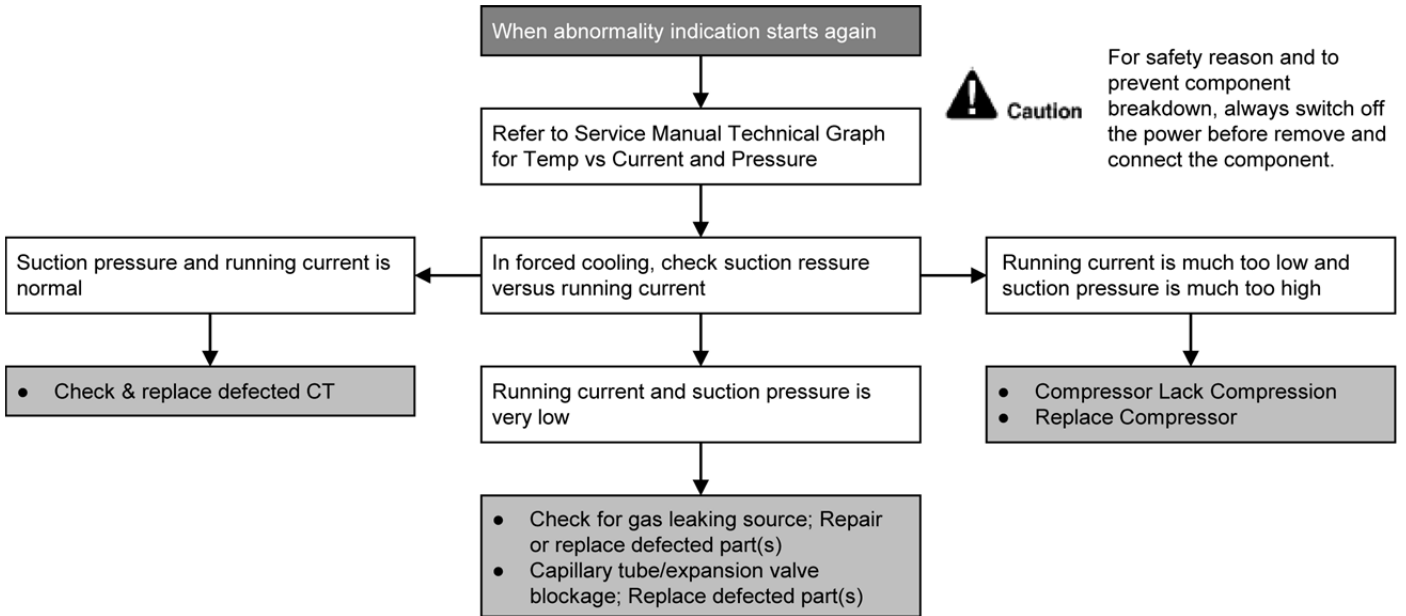 When abnormality indication starts again
For safety reason and to
prevent component
breakdown, always switch off
the power before remove and
connect the component.
Caution
Refer to Service Manual Technical Graph
for Temp vs Current and Pressure
Suction pressure and running current is
normal
In forced cooling, check suction ressure
versus running current
Running current is much too low and
suction pressure is much too high
● Check & replace defected CT
Running current and suction pressure is
very low
● Compressor Lack Compression
● Replace Compressor
● Check for gas leaking source; Repair
or replace defected part(s)
● Capillary tube/expansion valve
blockage; Replace defected part(s)